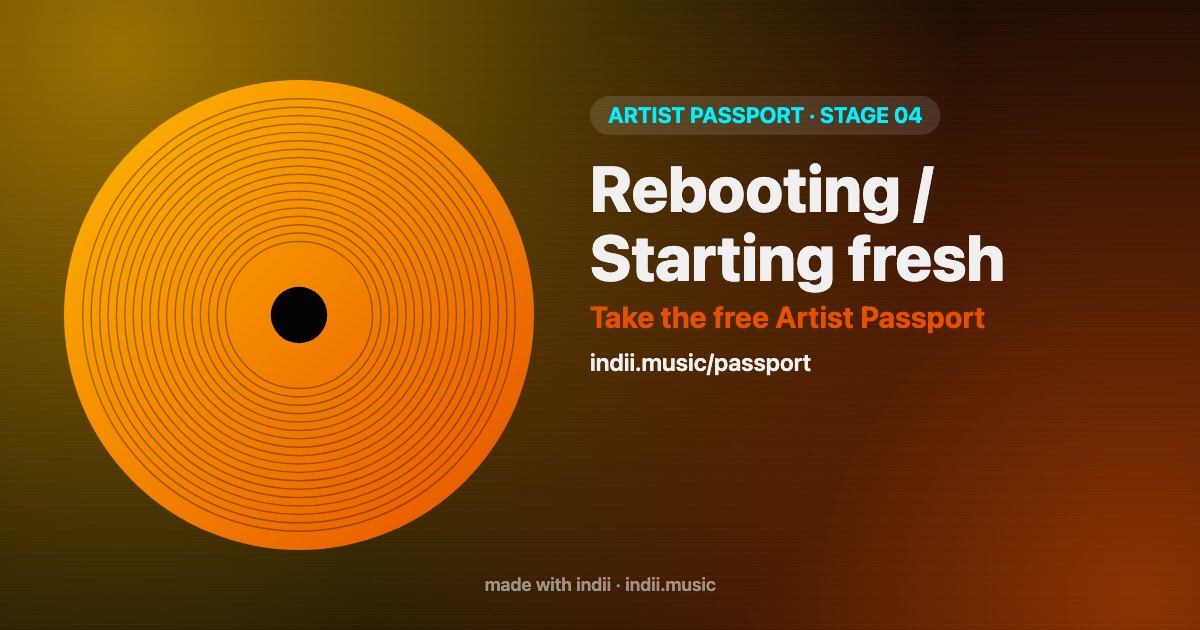 ARTIST PASSPORT · STAGE 04
Rebooting /
Starting fresh
Take the free Artist Passport
indii.music/passport
made with indii · indii.music